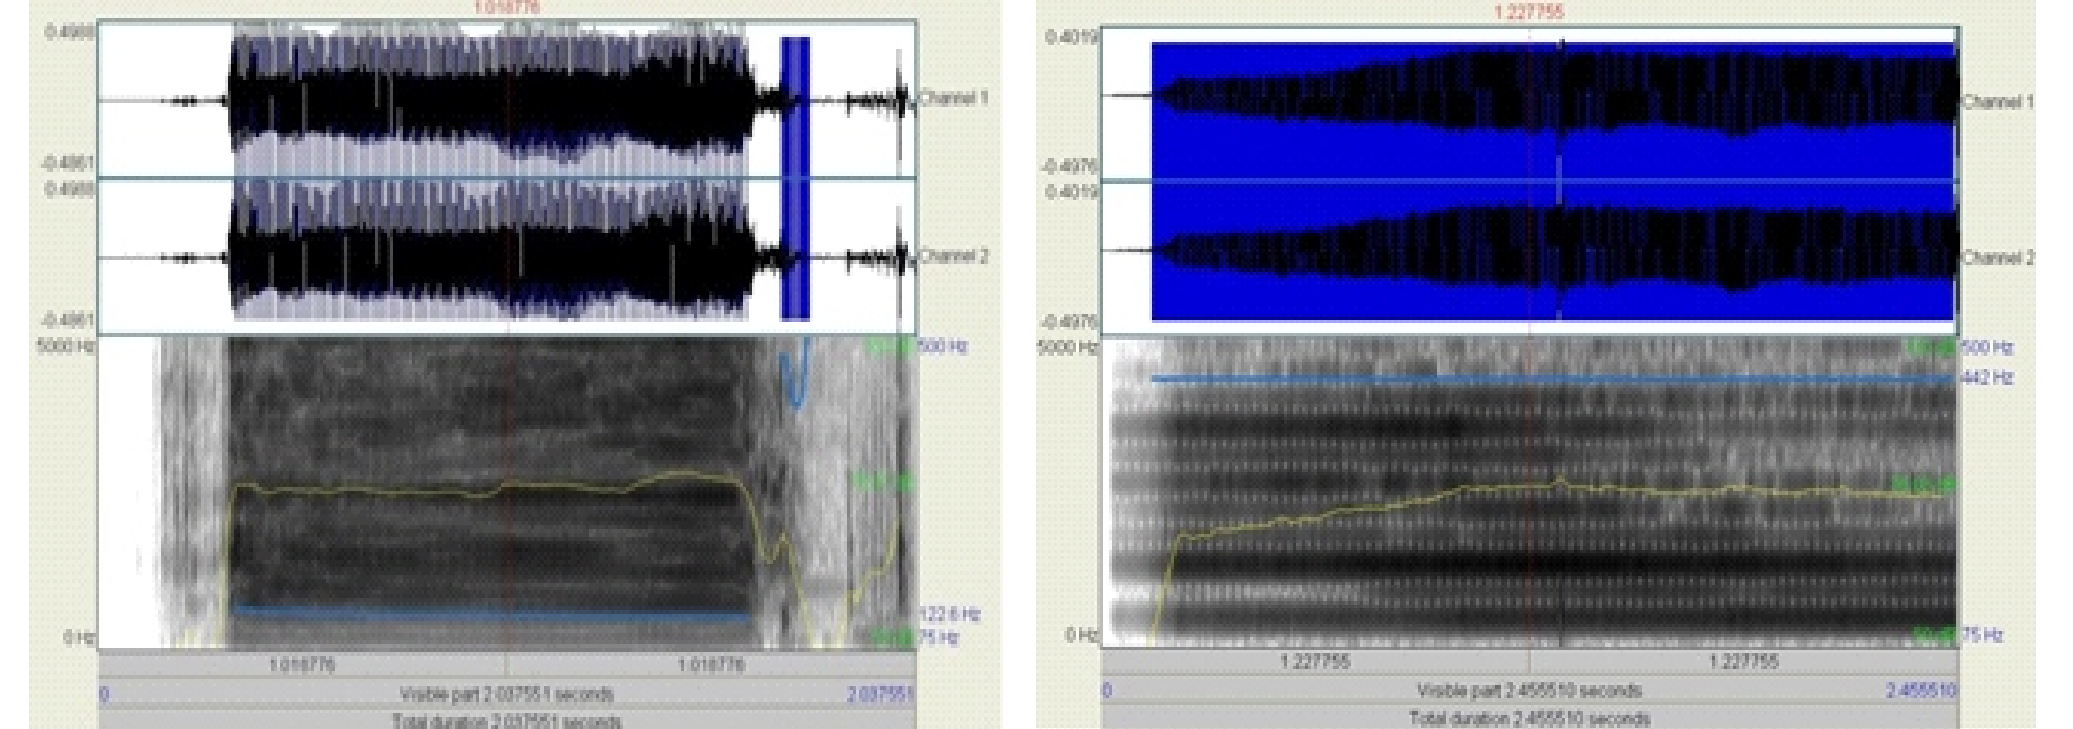 1.018776
0.4988
Channel 1
-0.4861
0.4988
Channel 2
-0.4861
5000 Hz
500 Hz
122.6 Hz
0 Hz
75 Hz
1.018776
1.018776
0
Visible part 2.037551 seconds
2.037551
Total duration 2.037551 seconds
1.227755
0.4019
Channel 1
-0.4976
0.4019
Channel 2
-0.4976
5000 Hz
500 Hz
442 Hz
0 Hz
75 Hz
1.227755
1.227755
0
Visible part 2.455510 seconds
2.455510
Total duration 2.455510 seconds